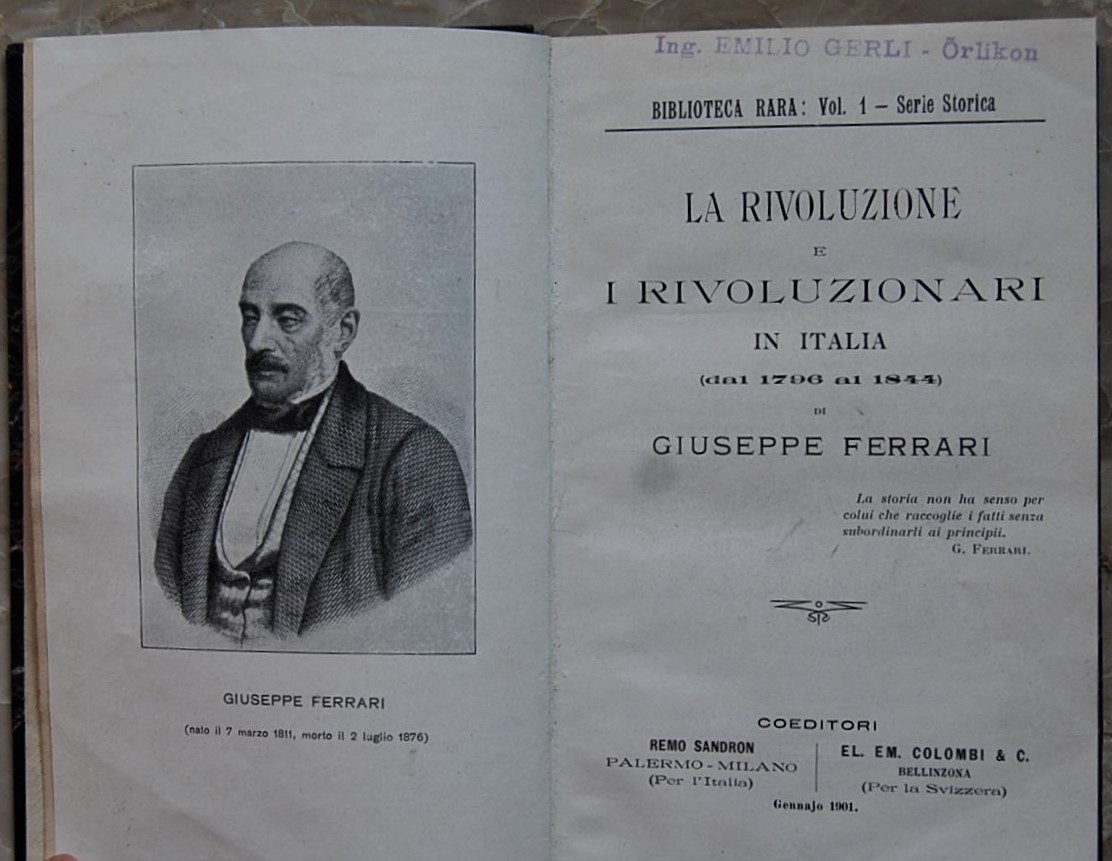 GIUSEPPE FERRARI
(nato il 7 marzo 1811, morto il 2 luglio 1876)
Ing. EMILIO GERLI - Örlikon
BIBLIOTECA RARA: Vol. 1 — Serie Storica
LA RIVOLUZIONE
E
I RIVOLUZIONARI
IN ITALIA
(dal 1796 al 1844)
DI
GIUSEPPE FERRARI
La storia non ha senso per
colui che raccoglie i fatti senza
subordinarli ai principii.
G. FERRARI.
COEDITORI
REMO SANDRON
PALERMO - MILANO
(Per l'Italia)
EL. EM. COLOMBI & C.
BELLINZONA
(Per la Svizzera)
Gennajo 1901.